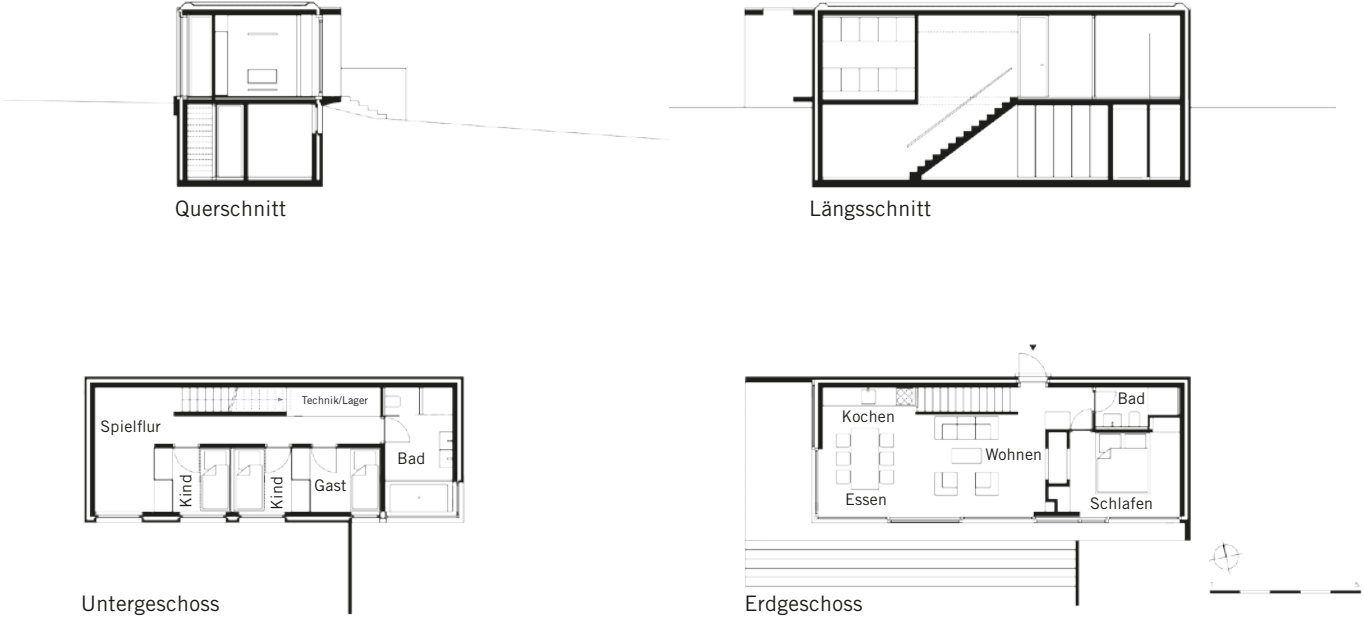 Querschnitt
Längsschnitt
Technik/Lager
Spielflur
Bad
Kind
Kind
Gast
Untergeschoss
Bad
Kochen
Wohnen
Essen
Schlafen
Erdgeschoss